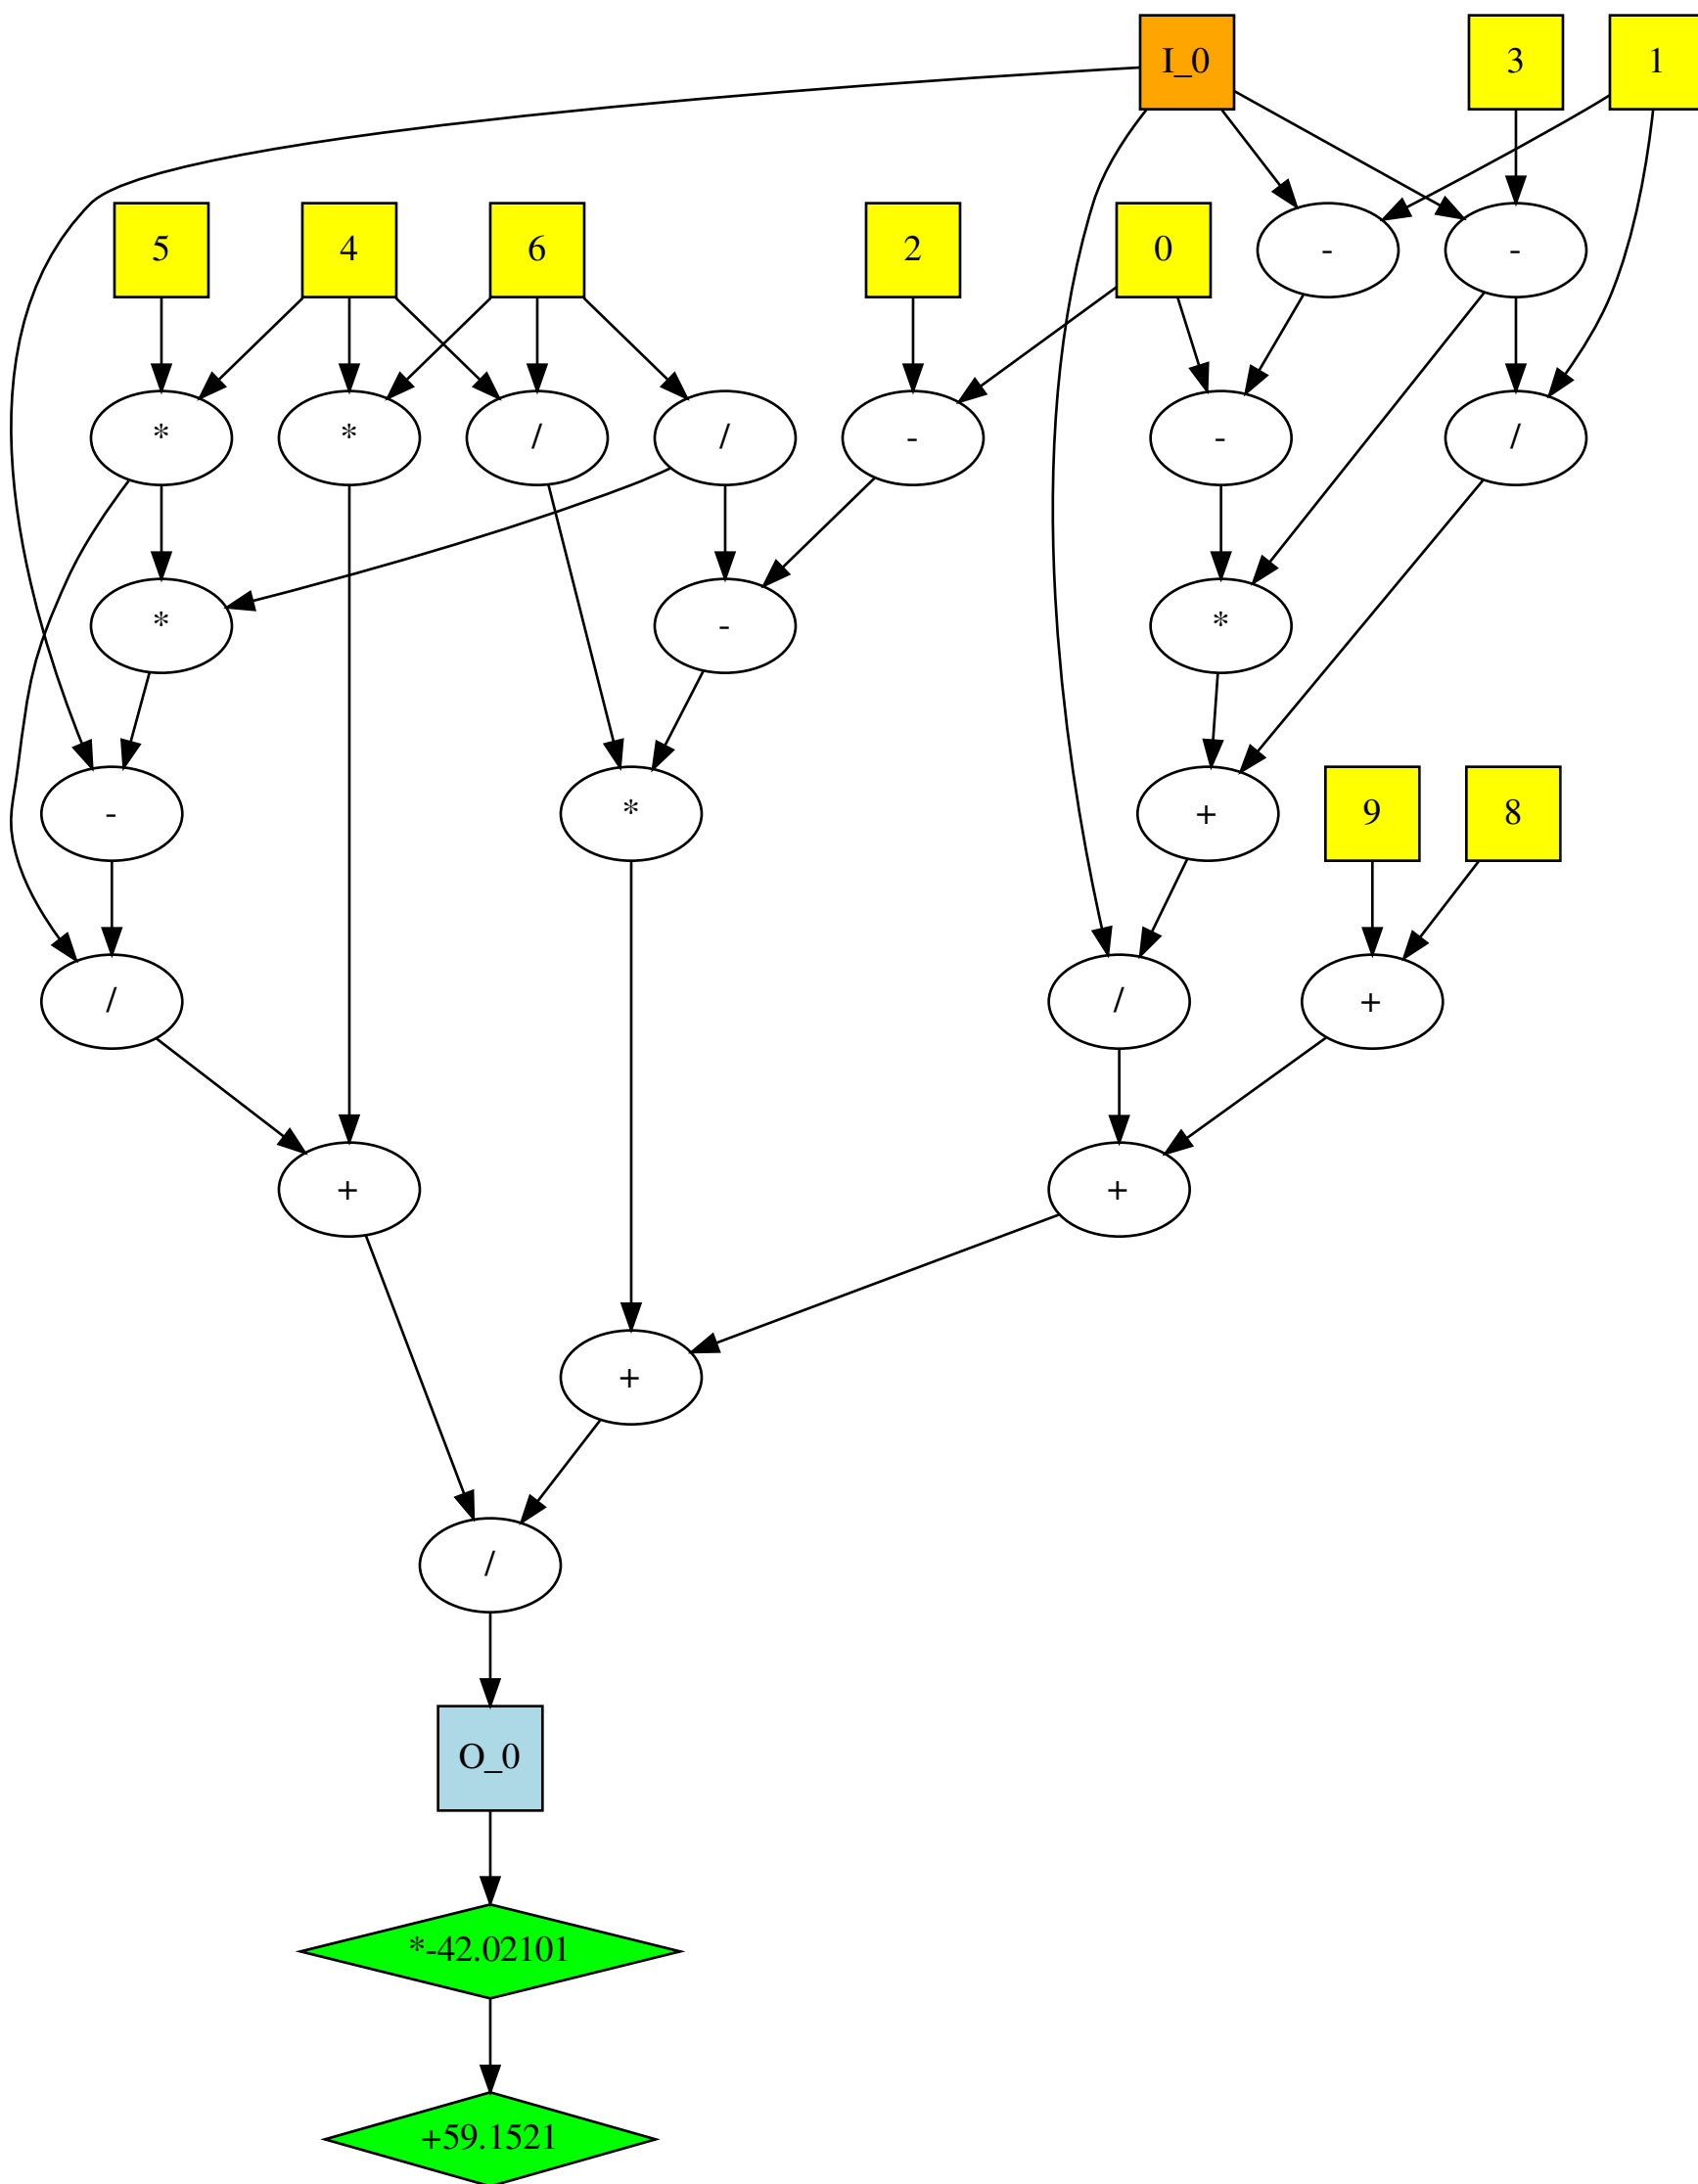 I_0 3 1
5 4 6 2 0 - -
* * / / - - /
* - *
- * + 9 8
/ / +
+ +
+
/
O_0
*-42.02101
+59.1521